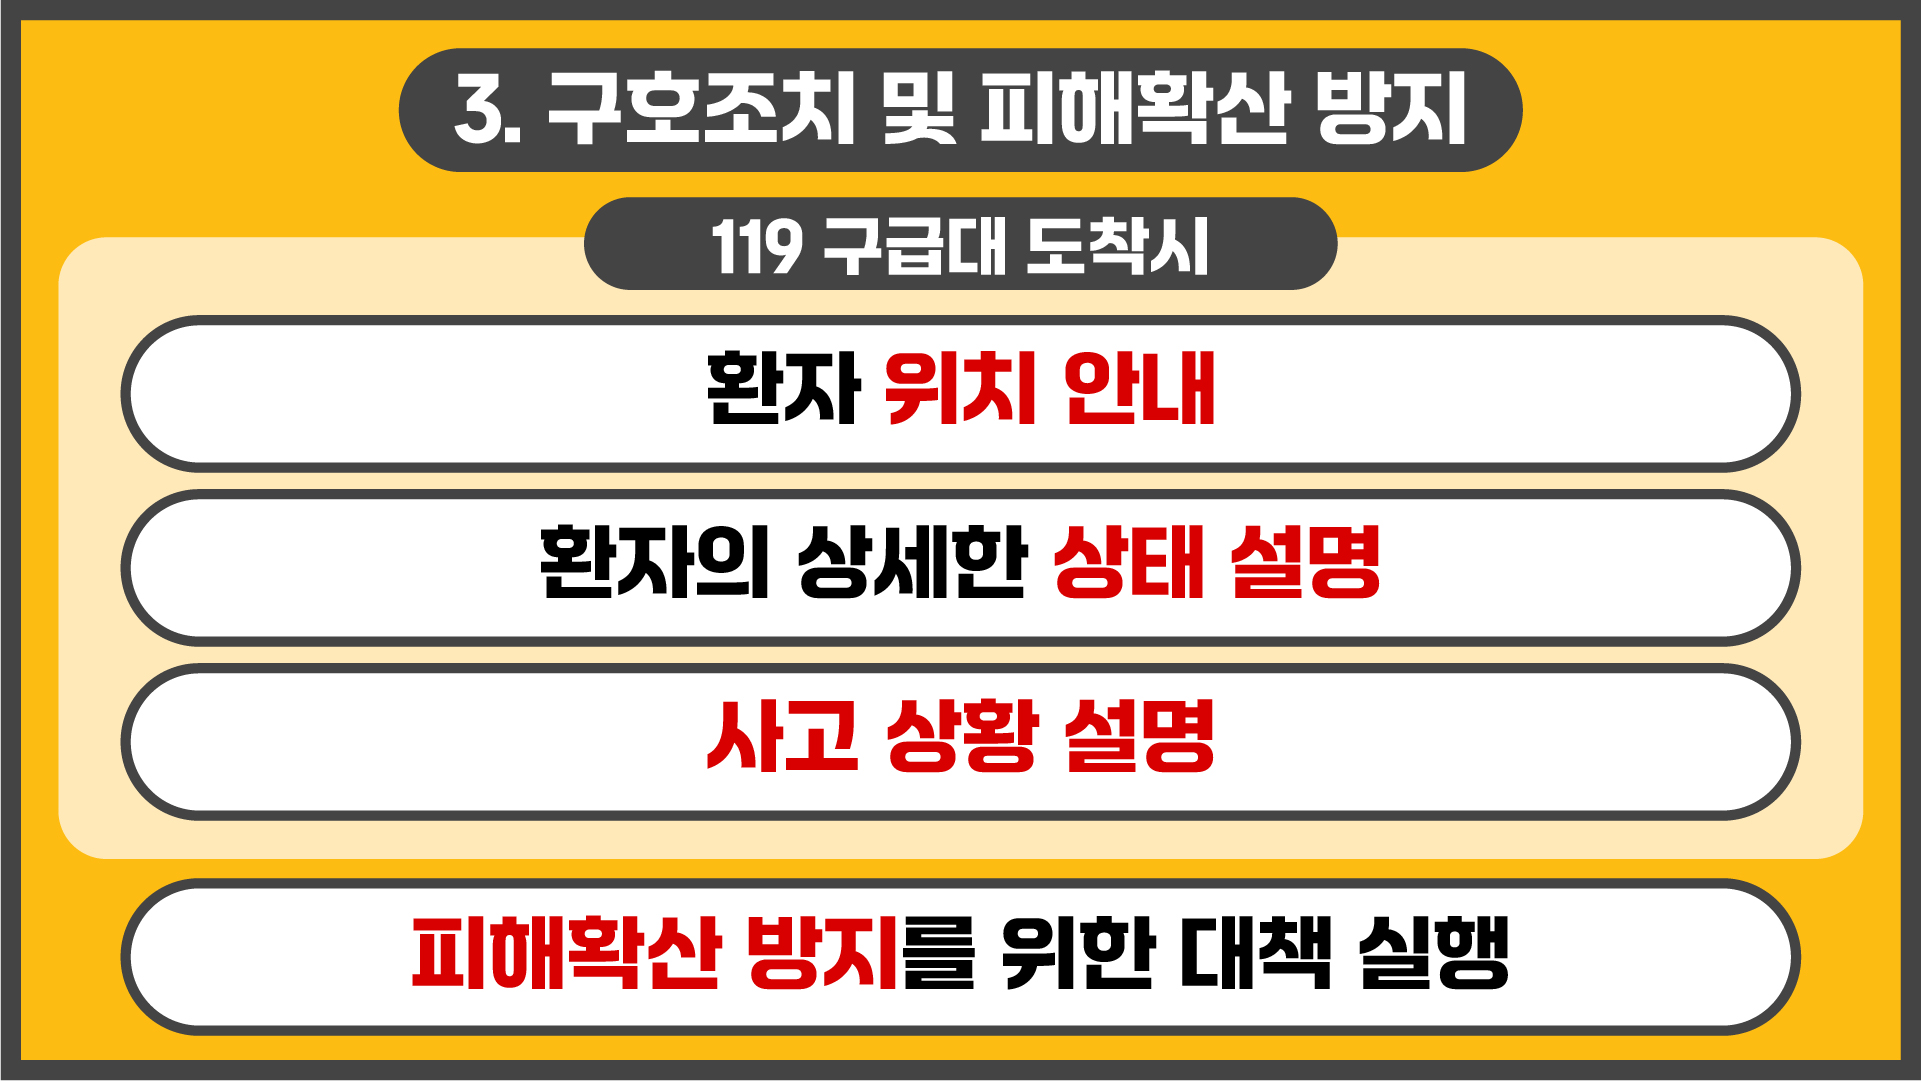 3. 구호조치 및 피해확산 방지
119 구급대 도착시
환자 위치 안내
환자의 상세한 상태 설명
사고 상황 설명
피해확산 방지를 위한 대책 실행